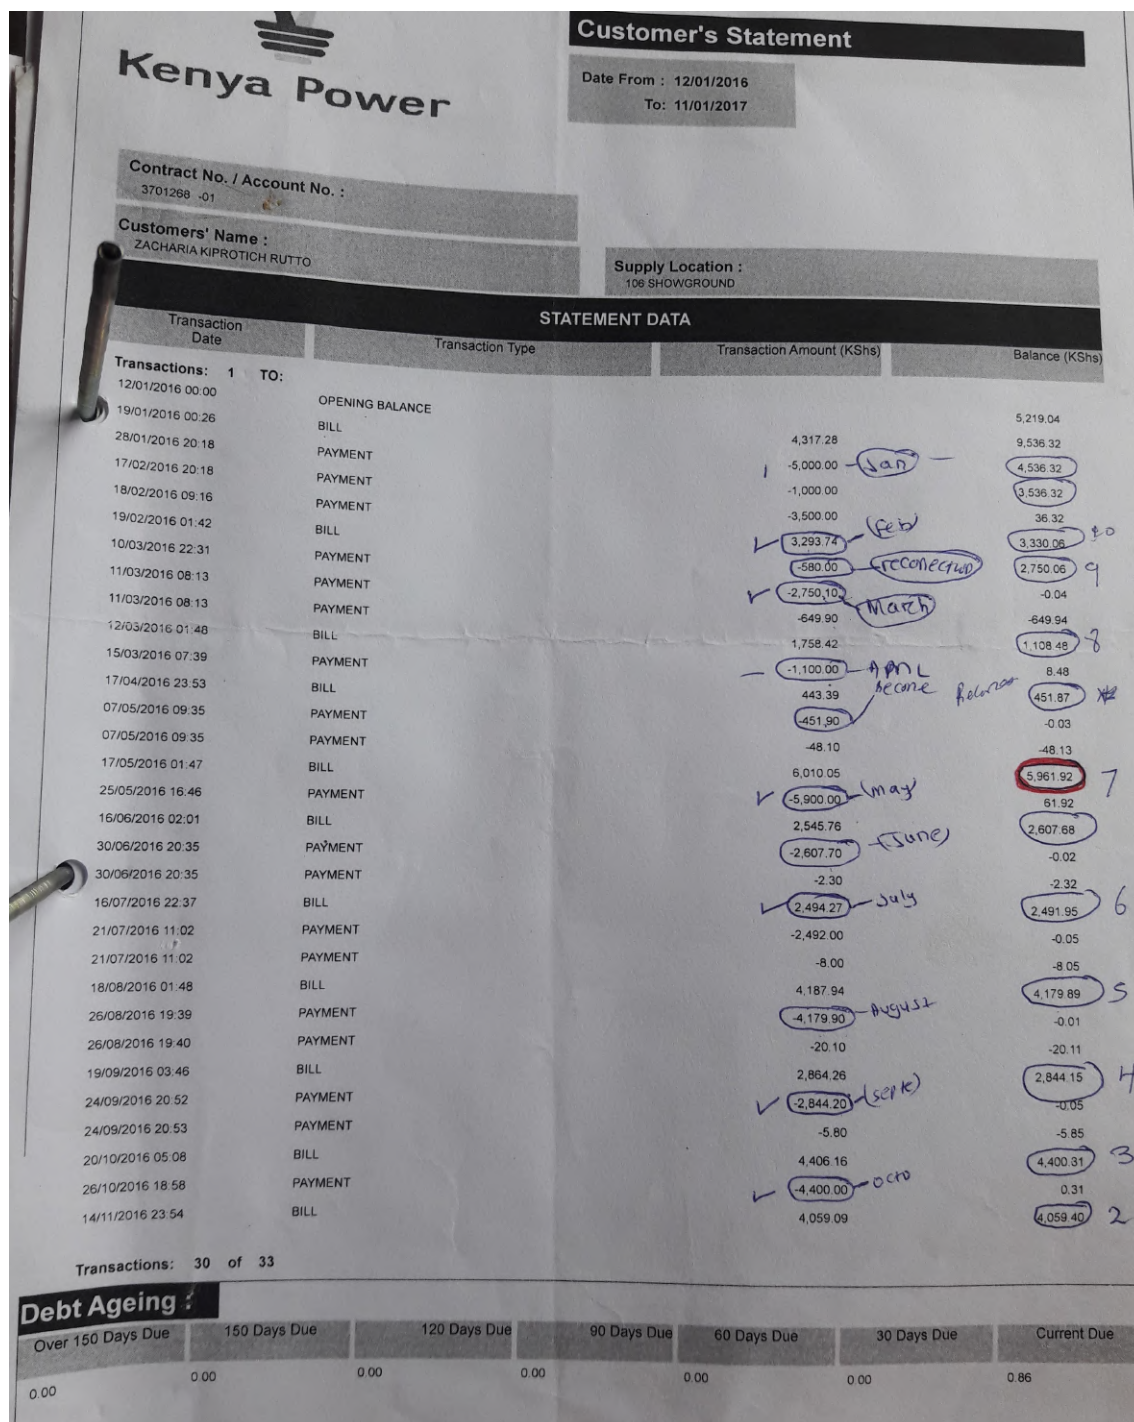 Kenya Power
Customer's Statement
Date From : 12/01/2016
To: 11/01/2017
Contract No. / Account No. :
3701268 -01
Customers' Name :
ZACHARIA KIPROTICH RUTTO
Supply Location :
106 SHOWGROUND
STATEMENT DATA
Transaction Date Transaction Type Transaction Amount (KShs) Balance (KShs)
Transactions: 1 TO:
12/01/2016 00:00 OPENING BALANCE 5,219.04
19/01/2016 00:26 BILL 4,317.28 9,536.32
28/01/2016 20:18 PAYMENT -5,000.00 Jan 4,536.32
17/02/2016 20:18 PAYMENT -1,000.00 3,536.32
18/02/2016 09:16 PAYMENT -3,500.00 36.32
19/02/2016 01:42 BILL 3,293.74 (Feb) 3,330.06
10/03/2016 22:31 PAYMENT -580.00 reconection 2,750.06 9
11/03/2016 08:13 PAYMENT -2,750.10 March -0.04
11/03/2016 08:13 PAYMENT -649.90 -649.94
12/03/2016 01:48 BILL 1,758.42 1,108.48 8
15/03/2016 07:39 PAYMENT -1,100.00 8.48
17/04/2016 23:53 BILL 443.39 451.87
07/05/2016 09:35 PAYMENT -451.90 -0.03
07/05/2016 09:35 PAYMENT -48.10 -48.13
17/05/2016 01:47 BILL 6,010.05 5,961.92 7
25/05/2016 16:46 PAYMENT -5,900.00 (may) 61.92
16/06/2016 02:01 BILL 2,545.76 2,607.68
30/06/2016 20:35 PAYMENT -2,607.70 (June) -0.02
30/06/2016 20:35 PAYMENT -2.30 -2.32
16/07/2016 22:37 BILL 2,494.27 July 2,491.95 6
21/07/2016 11:02 PAYMENT -2,492.00 -0.05
21/07/2016 11:02 PAYMENT -8.00 -8.05
18/08/2016 01:48 BILL 4,187.94 4,179.89 5
26/08/2016 19:39 PAYMENT -4,179.90 August -0.01
26/08/2016 19:40 PAYMENT -20.10 -20.11
19/09/2016 03:46 BILL 2,864.26 2,844.15 4
24/09/2016 20:52 PAYMENT -2,844.20 (septe) -0.05
24/09/2016 20:53 PAYMENT -5.80 -5.85
20/10/2016 05:08 BILL 4,406.16 4,400.31 3
26/10/2016 18:58 PAYMENT -4,400.00 octo 0.31
14/11/2016 23:54 BILL 4,059.09 4,059.40 2
Transactions: 30 of 33
Debt Ageing :
Over 150 Days Due 150 Days Due 120 Days Due 90 Days Due 60 Days Due 30 Days Due Current Due
0.00 0.00 0.00 0.00 0.00 0.00 0.86